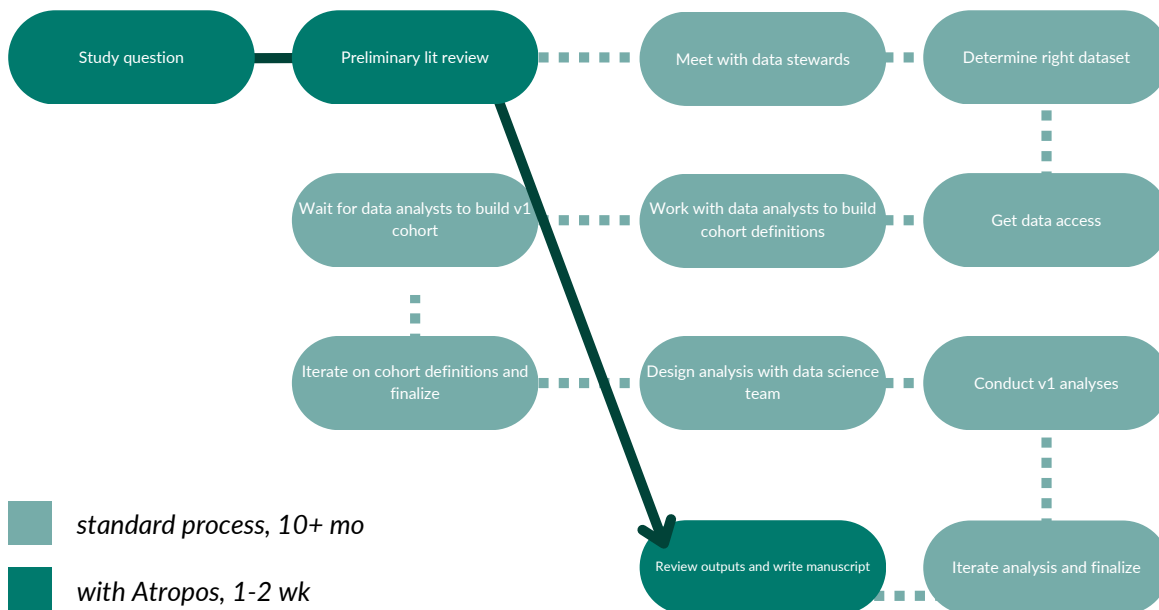 Study question
Preliminary lit review
Meet with data stewards
Determine right dataset
Wait for data analysts to build v1
cohort
Work with data analysts to build
cohort definitions
Get data access
Iterate on cohort definitions and
finalize
Design analysis with data science
team
Conduct v1 analyses
standard process, 10+ mo
with Atropos, 1-2 wk
Review outputs and write manuscript
Iterate analysis and finalize